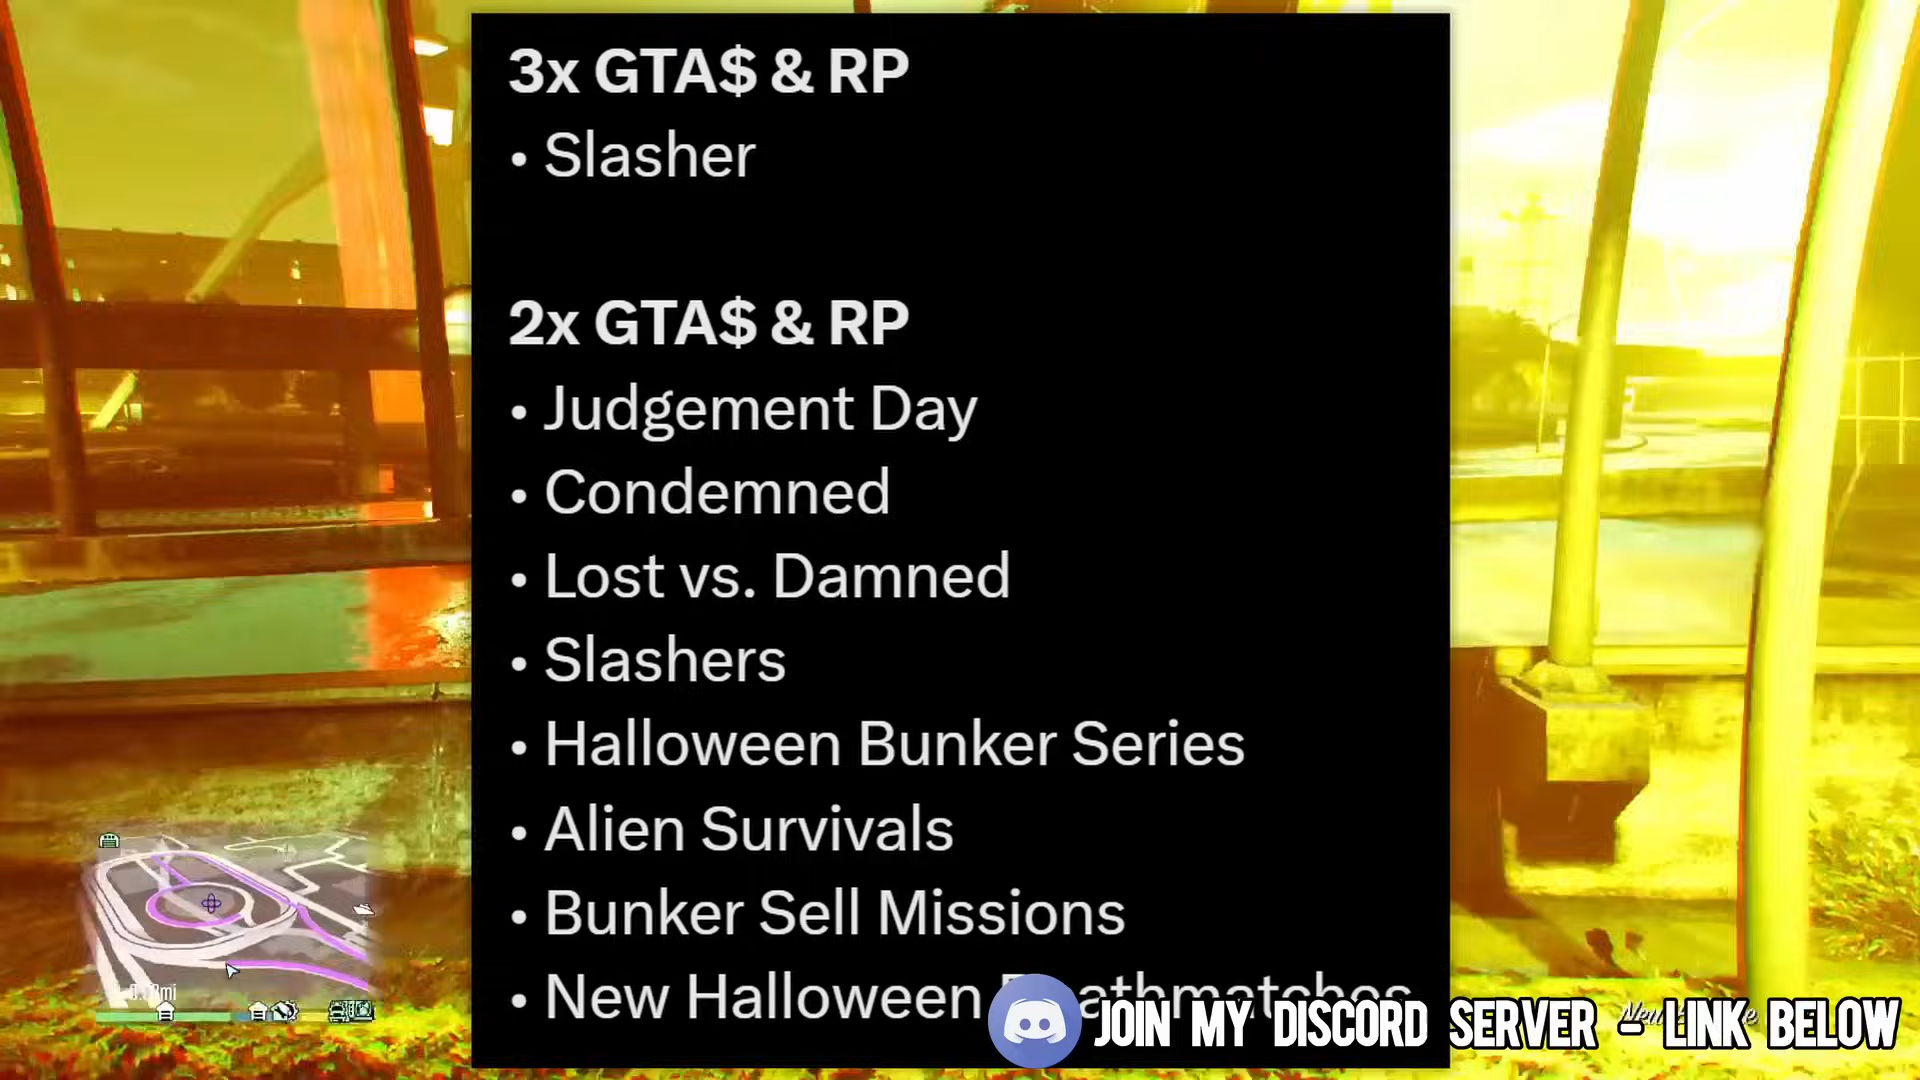 3x GTA$ & RP
• Slasher
2x GTA$ & RP
• Judgement Day
• Condemned
• Lost vs. Damned
• Slashers
• Halloween Bunker Series
• Alien Survivals
• Bunker Sell Missions
• New Halloween Deathmatches
JOIN MY DISCORD SERVER - LINK BELOW